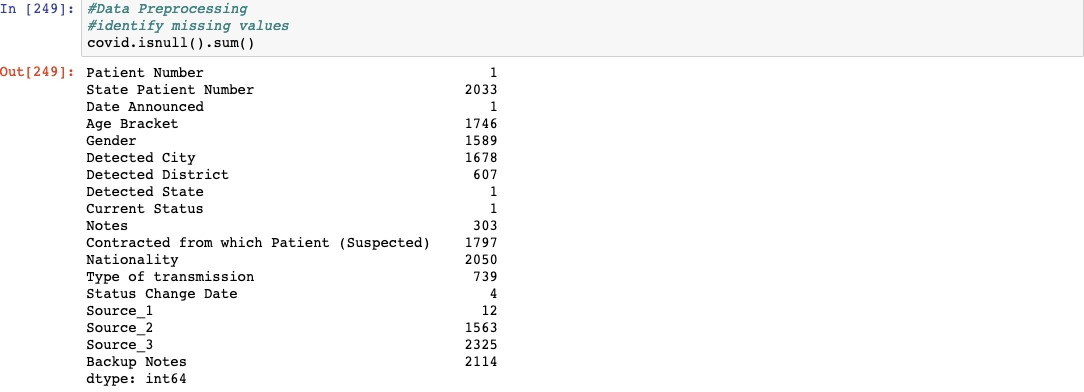 In [249]: #Data Preprocessing
#identify missing values
covid.isnull().sum()
Out[249]: Patient Number 1
State Patient Number 2033
Date Announced 1
Age Bracket 1746
Gender 1589
Detected City 1678
Detected District 607
Detected State 1
Current Status 1
Notes 303
Contracted from which Patient (Suspected) 1797
Nationality 2050
Type of transmission 739
Status Change Date 4
Source_1 12
Source_2 1563
Source_3 2325
Backup Notes 2114
dtype: int64